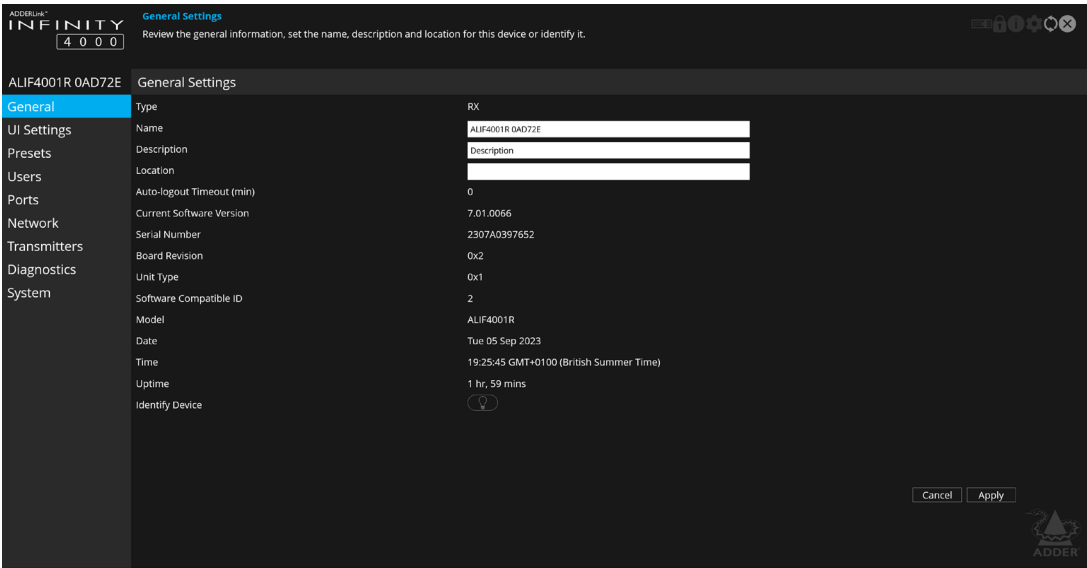 ADDERLink™
INFINITY
4000
General Settings
Review the general information, set the name, description and location for this device or identify it.
ALIF4001R 0AD72E
General Settings
General
UI Settings
Presets
Users
Ports
Network
Transmitters
Diagnostics
System
Type RX
Name ALIF4001R 0AD72E
Description Description
Location
Auto-logout Timeout (min) 0
Current Software Version 7.01.0066
Serial Number 2307A0397652
Board Revision 0x2
Unit Type 0x1
Software Compatible ID 2
Model ALIF4001R
Date Tue 05 Sep 2023
Time 19:25:45 GMT+0100 (British Summer Time)
Uptime 1 hr, 59 mins
Identify Device
Cancel Apply
ADDER